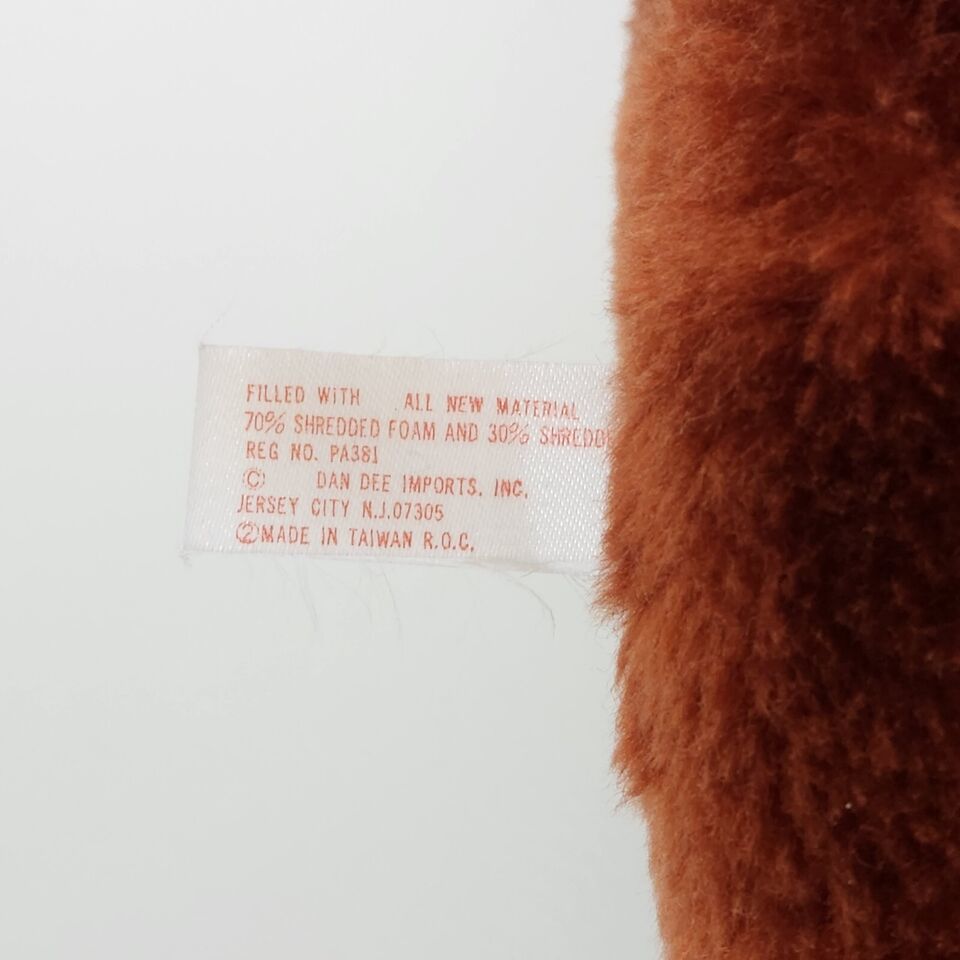 FILLED WITH ALL NEW MATERIAL
70% SHREDDED FOAM AND 30%
REG NO. PA381
© DAN DEE IMPORTS, INC.
JERSEY CITY N.J.07305
②MADE IN TAIWAN R.O.C.